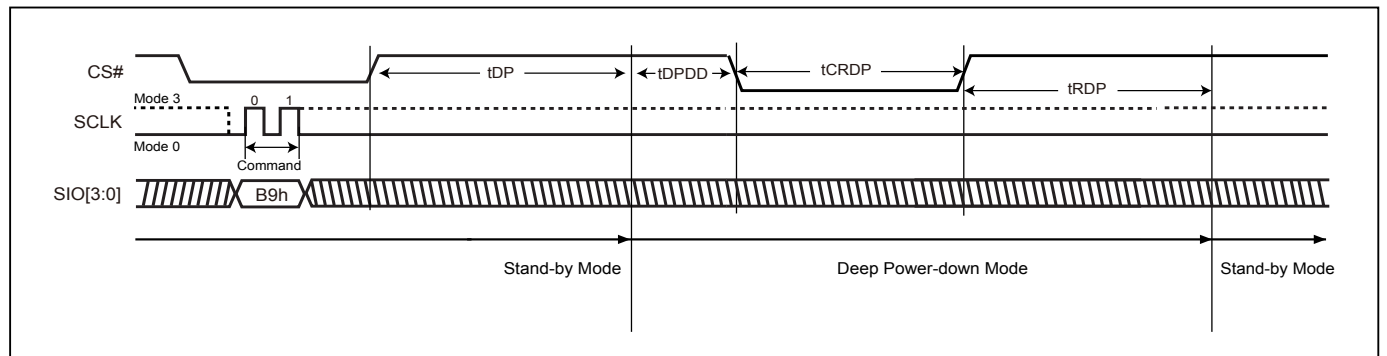 CS#
tDP
tDPDD
tCRDP
tRDP
Mode 3
0 1
SCLK
Mode 0
Command
SIO[3:0]
B9h
Stand-by Mode
Deep Power-down Mode
Stand-by Mode